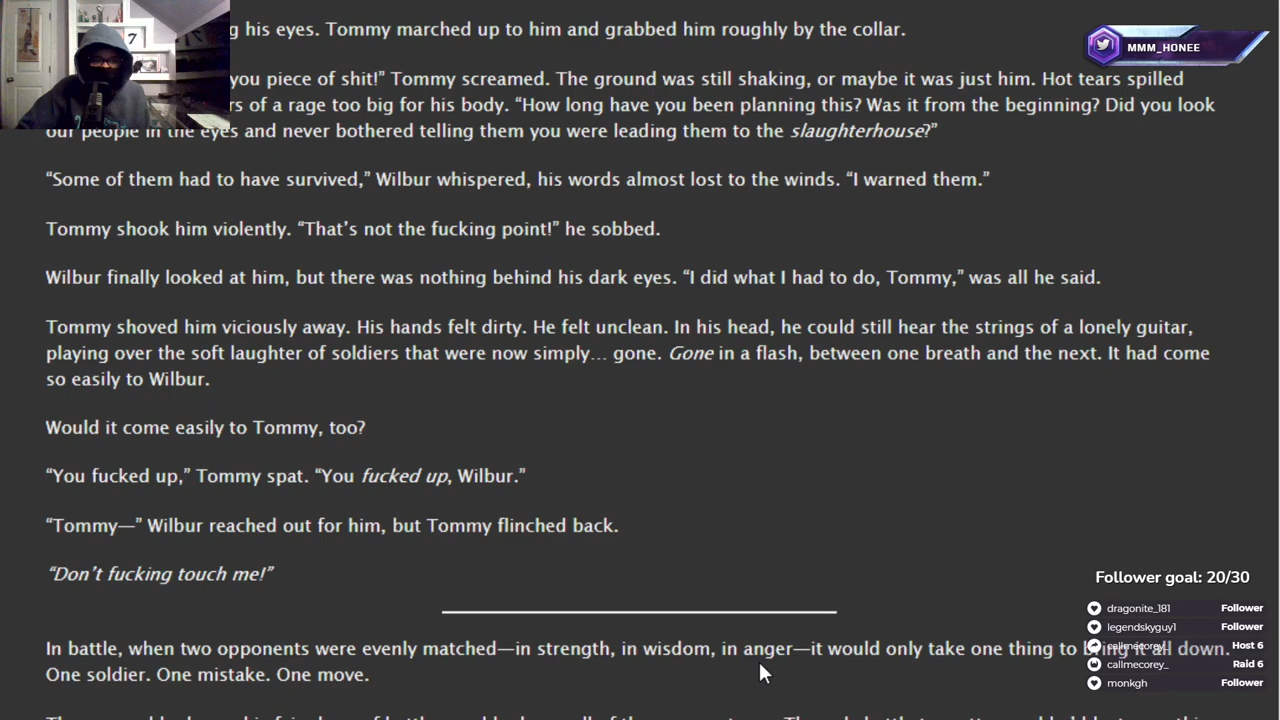 g his eyes. Tommy marched up to him and grabbed him roughly by the collar.
7
MMM_HONEE
you piece of shit!” Tommy screamed. The ground was still shaking, or maybe it was just him. Hot tears spilled
rs of a rage too big for his body. “How long have you been planning this? Was it from the beginning? Did you look
our people in the eyes and never bothered telling them you were leading them to the slaughterhouse?”
“Some of them had to have survived,” Wilbur whispered, his words almost lost to the winds. “I warned them.”
Tommy shook him violently. “That’s not the fucking point!” he sobbed.
Wilbur finally looked at him, but there was nothing behind his dark eyes. “I did what I had to do, Tommy,” was all he said.
Tommy shoved him viciously away. His hands felt dirty. He felt unclean. In his head, he could still hear the strings of a lonely guitar,
playing over the soft laughter of soldiers that were now simply… gone. Gone in a flash, between one breath and the next. It had come
so easily to Wilbur.
Would it come easily to Tommy, too?
“You fucked up,” Tommy spat. “You fucked up, Wilbur.”
“Tommy—” Wilbur reached out for him, but Tommy flinched back.
“Don’t fucking touch me!”
Follower goal: 20/30
dragonite_181 Follower
legendskyguy1 Follower
callmecorey_ Host 6
callmecorey_ Raid 6
monkgh Follower
In battle, when two opponents were evenly matched—in strength, in wisdom, in anger—it would only take one thing to bring it all down.
One soldier. One mistake. One move.